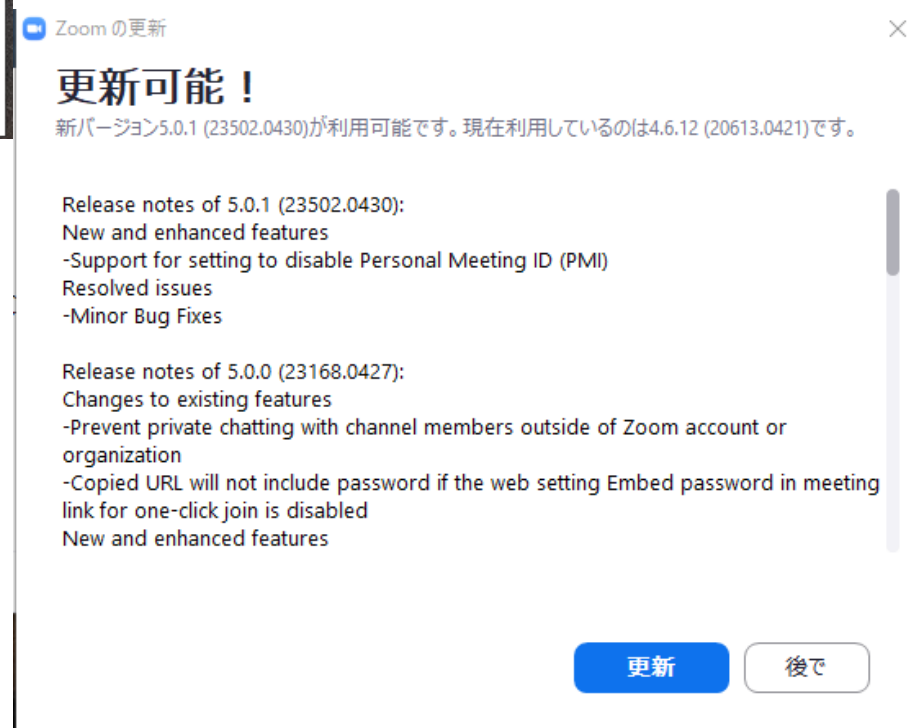 Zoom の更新
更新可能！
新バージョン5.0.1 (23502.0430)が利用可能です。現在利用しているのは4.6.12 (20613.0421)です。
Release notes of 5.0.1 (23502.0430):
New and enhanced features
-Support for setting to disable Personal Meeting ID (PMI)
Resolved issues
-Minor Bug Fixes
Release notes of 5.0.0 (23168.0427):
Changes to existing features
-Prevent private chatting with channel members outside of Zoom account or
organization
-Copied URL will not include password if the web setting Embed password in meeting
link for one-click join is disabled
New and enhanced features
更新
後で